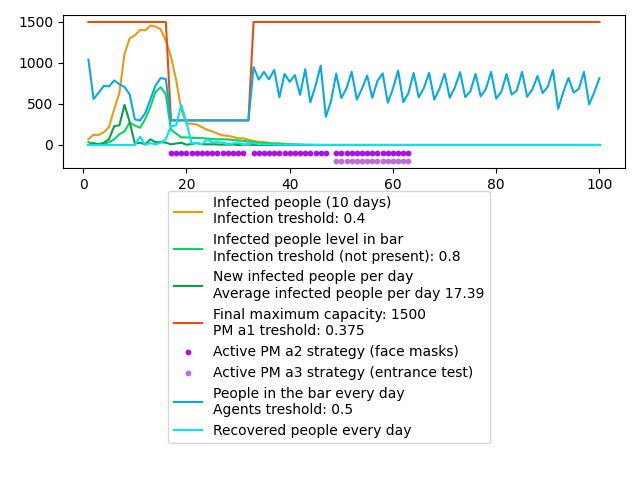 1500
1000
500
0
0
20
40
60
80
100
Infected people (10 days)
Infection treshold: 0.4
Infected people level in bar
Infection treshold (not present): 0.8
New infected people per day
Average infected people per day 17.39
Final maximum capacity: 1500
PM a1 treshold: 0.375
Active PM a2 strategy (face masks)
Active PM a3 strategy (entrance test)
People in the bar every day
Agents treshold: 0.5
Recovered people every day